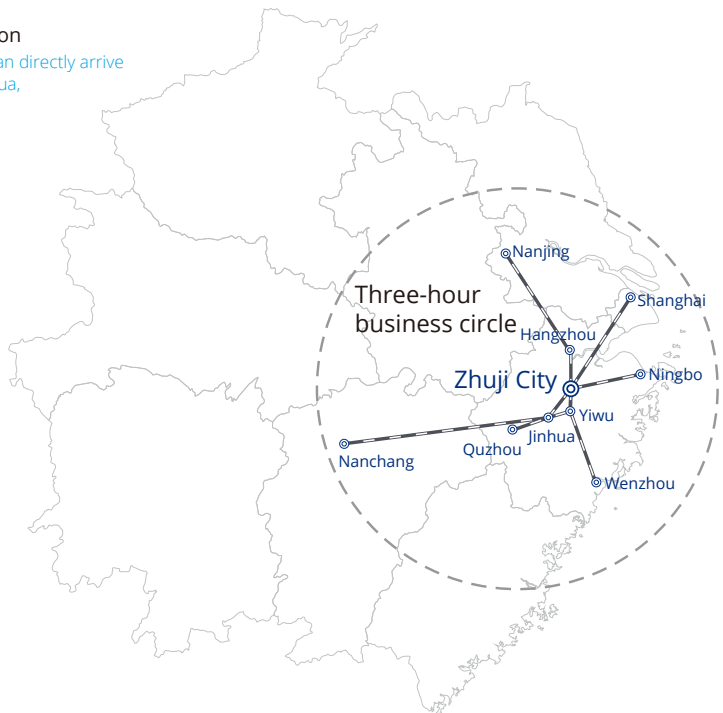 on
an directly arrive
ua,
Nanjing
Three-hour
business circle
Shanghai
Hangzhou
Zhuji City
Ningbo
Yiwu
Jinhua
Quzhou
Nanchang
Wenzhou